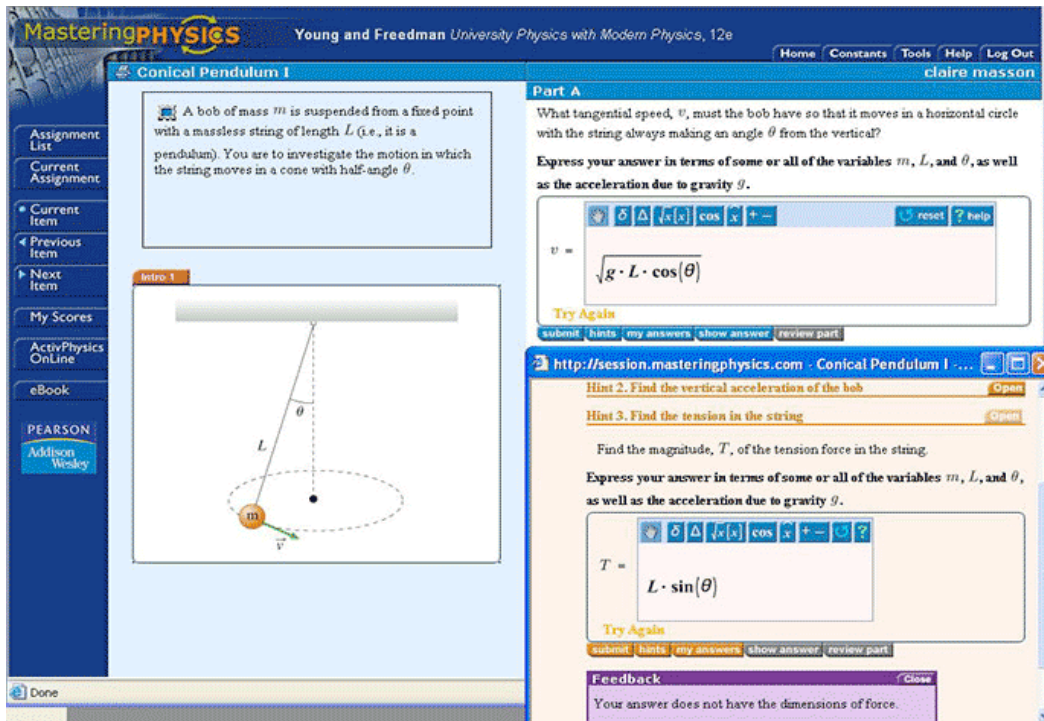 MasteringPHYSICS
Young and Freedman University Physics with Modern Physics, 12e
Home Constants Tools Help Log Out
Conical Pendulum I
claire masson
Assignment
List
Current
Assignment
Current
Item
Previous
Item
Next
Item
My Scores
ActivPhysics
OnLine
eBook
PEARSON
Addison
Wesley
A bob of mass m is suspended from a fixed point
with a massless string of length L (i.e., it is a
pendulum). You are to investigate the motion in which
the string moves in a cone with half-angle θ.
Intro 1
θ
L
m
v⃗
Part A
What tangential speed, v, must the bob have so that it moves in a horizontal circle
with the string always making an angle θ from the vertical?
Express your answer in terms of some or all of the variables m, L, and θ, as well
as the acceleration due to gravity g.
δ Δ √x[x] cos x̂ + − reset ? help
v =
√(g · L · cos(θ))
Try Again
submit hints my answers show answer review part
http://session.masteringphysics.com - Conical Pendulum I -...
Hint 2. Find the vertical acceleration of the bob Open
Hint 3. Find the tension in the string Open
Find the magnitude, T, of the tension force in the string.
Express your answer in terms of some or all of the variables m, L, and θ,
as well as the acceleration due to gravity g.
δ Δ √x[x] cos x̂ + − ?
T =
L · sin(θ)
Try Again
submit hints my answers show answer review part
Feedback Close
Your answer does not have the dimensions of force.
Done